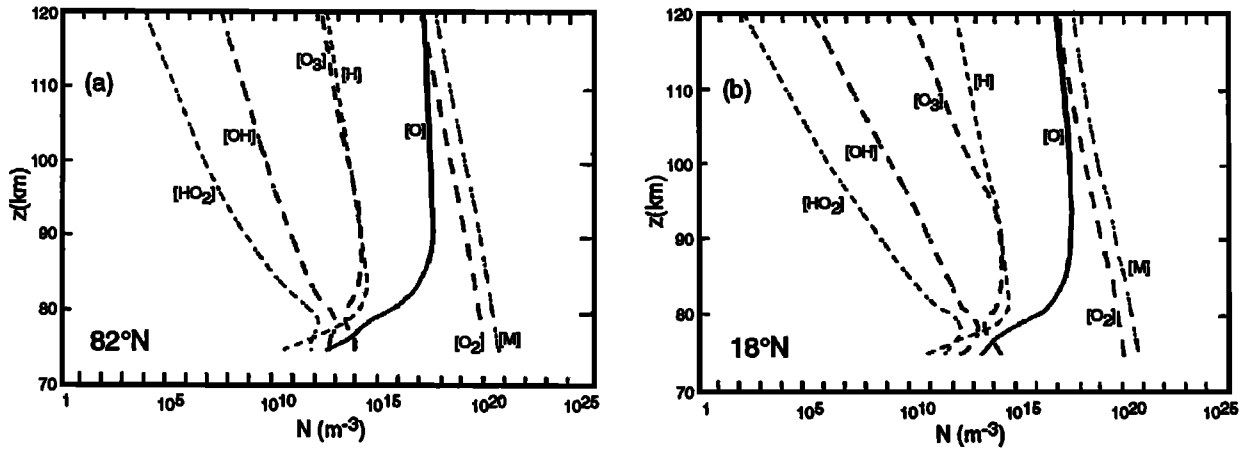 120
110
100
90
80
70
z(km)
(a)
[HO2]
[OH]
[O3]
[H]
[O]
[O2]
[M]
82°N
1
10^5
10^10
10^15
10^20
10^25
N (m^-3)
120
110
100
90
80
70
z(km)
(b)
[HO2]
[OH]
[O3]
[H]
[O]
[O2]
[M]
18°N
1
10^5
10^10
10^15
10^20
10^25
N (m^-3)